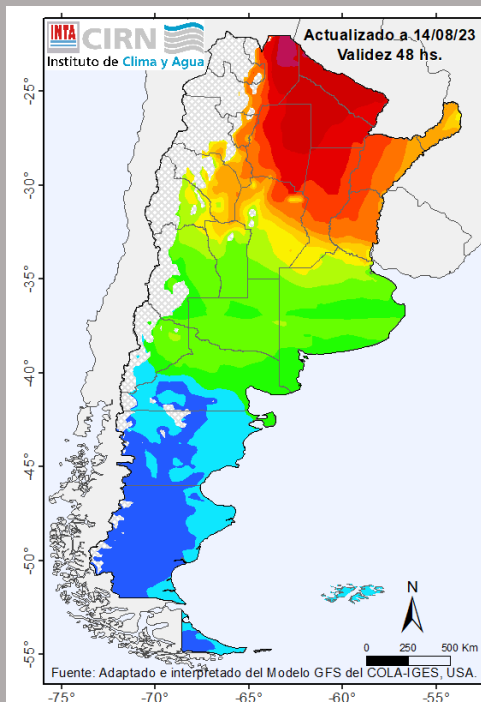 INTA CIRN
Instituto de Clima y Agua
Actualizado a 14/08/23
Validez 48 hs.
-25°
-30°
-35°
-40°
-45°
-50°
-55°
N
0 250 500 Km
Fuente: Adaptado e interpretado del Modelo GFS del COLA-IGES, USA.
-75° -70° -65° -60° -55°